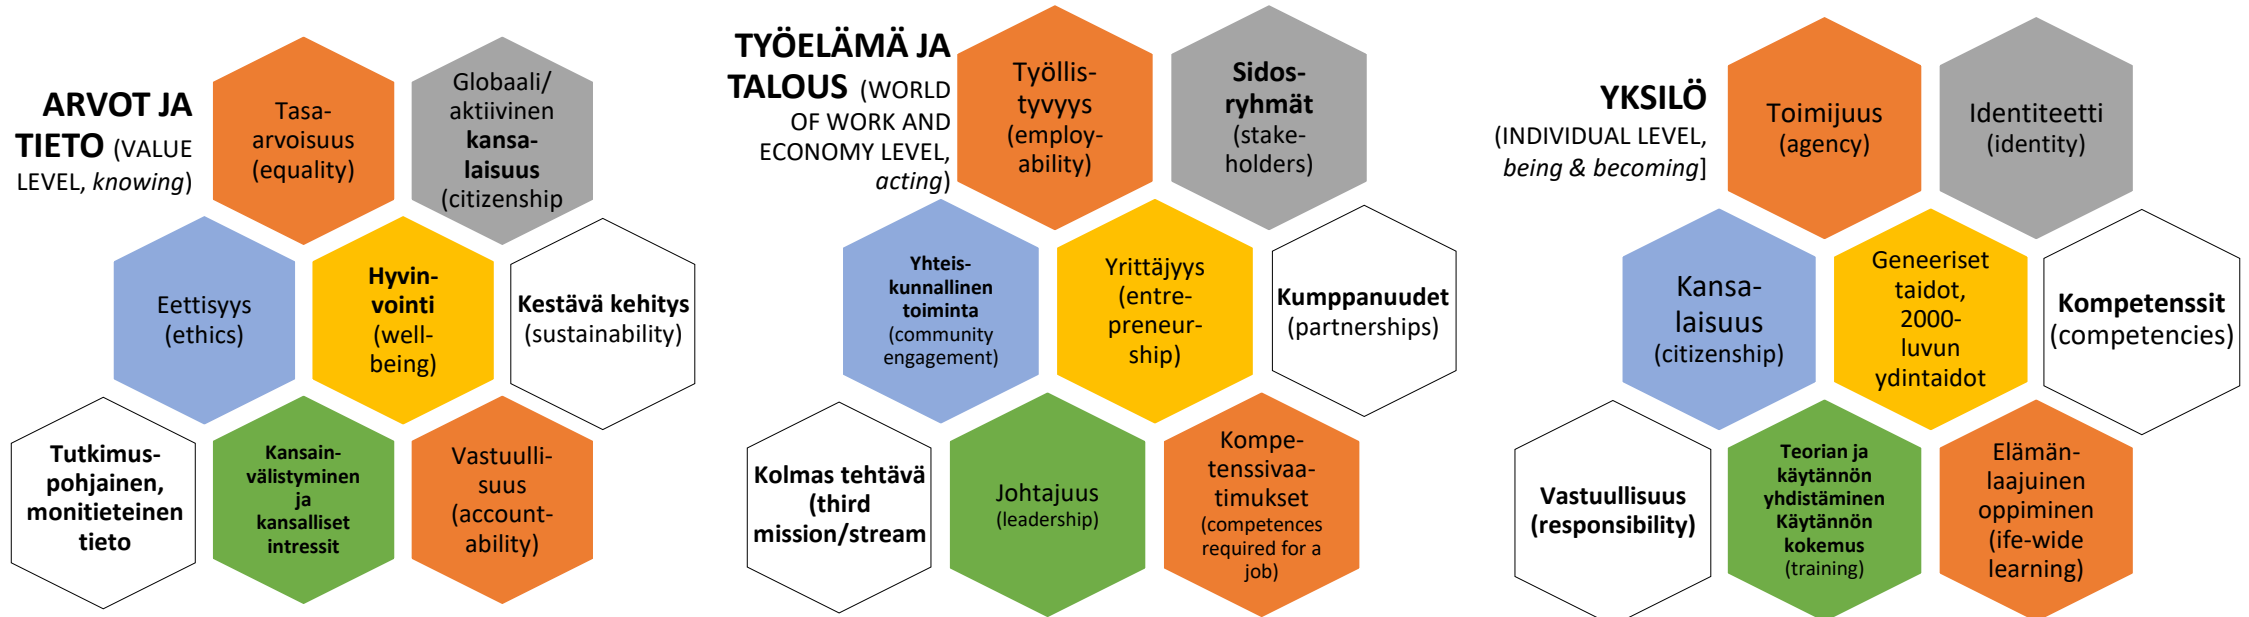 ARVOT JA
TIETO (VALUE
LEVEL, knowing)
Tasa-
arvoisuus
(equality)
Globaali/
aktiivinen
kansa-
laisuus
(citizenship
Eettisyys
(ethics)
Hyvin-
vointi
(well-
being)
Kestävä kehitys
(sustainability)
Tutkimus-
pohjainen,
monitieteinen
tieto
Kansain-
välistyminen
ja
kansalliset
intressit
Vastuulli-
suus
(account-
ability)
TYÖELÄMÄ JA
TALOUS (WORLD
OF WORK AND
ECONOMY LEVEL,
acting)
Työllis-
tyvyys
(employ-
ability)
Sidos-
ryhmät
(stake-
holders)
Yhteis-
kunnallinen
toiminta
(community
engagement)
Yrittäjyys
(entre-
preneur-
ship)
Kumppanuudet
(partnerships)
Kolmas tehtävä
(third
mission/stream
Johtajuus
(leadership)
Kompe-
tenssivaa-
timukset
(competences
required for a
job)
YKSILÖ
(INDIVIDUAL LEVEL,
being & becoming]
Toimijuus
(agency)
Identiteetti
(identity)
Kansa-
laisuus
(citizenship)
Geneeriset
taidot,
2000-
luvun
ydintaidot
Kompetenssit
(competencies)
Vastuullisuus
(responsibility)
Teorian ja
käytännön
yhdistäminen
Käytännön
kokemus
(training)
Elämän-
laajuinen
oppiminen
(ife-wide
learning)